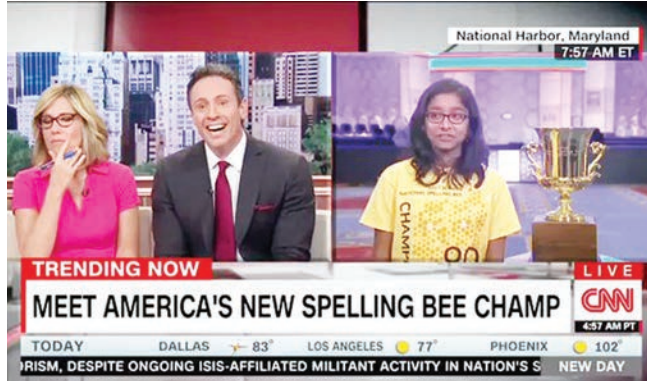 National Harbor, Maryland
7:57 AM ET
CHAMP
90
TRENDING NOW
LIVE
MEET AMERICA'S NEW SPELLING BEE CHAMP
CNN
4:57 AM PT
TODAY DALLAS 83° LOS ANGELES 77° PHOENIX 102°
RISM, DESPITE ONGOING ISIS-AFFILIATED MILITANT ACTIVITY IN NATION'S S
NEW DAY